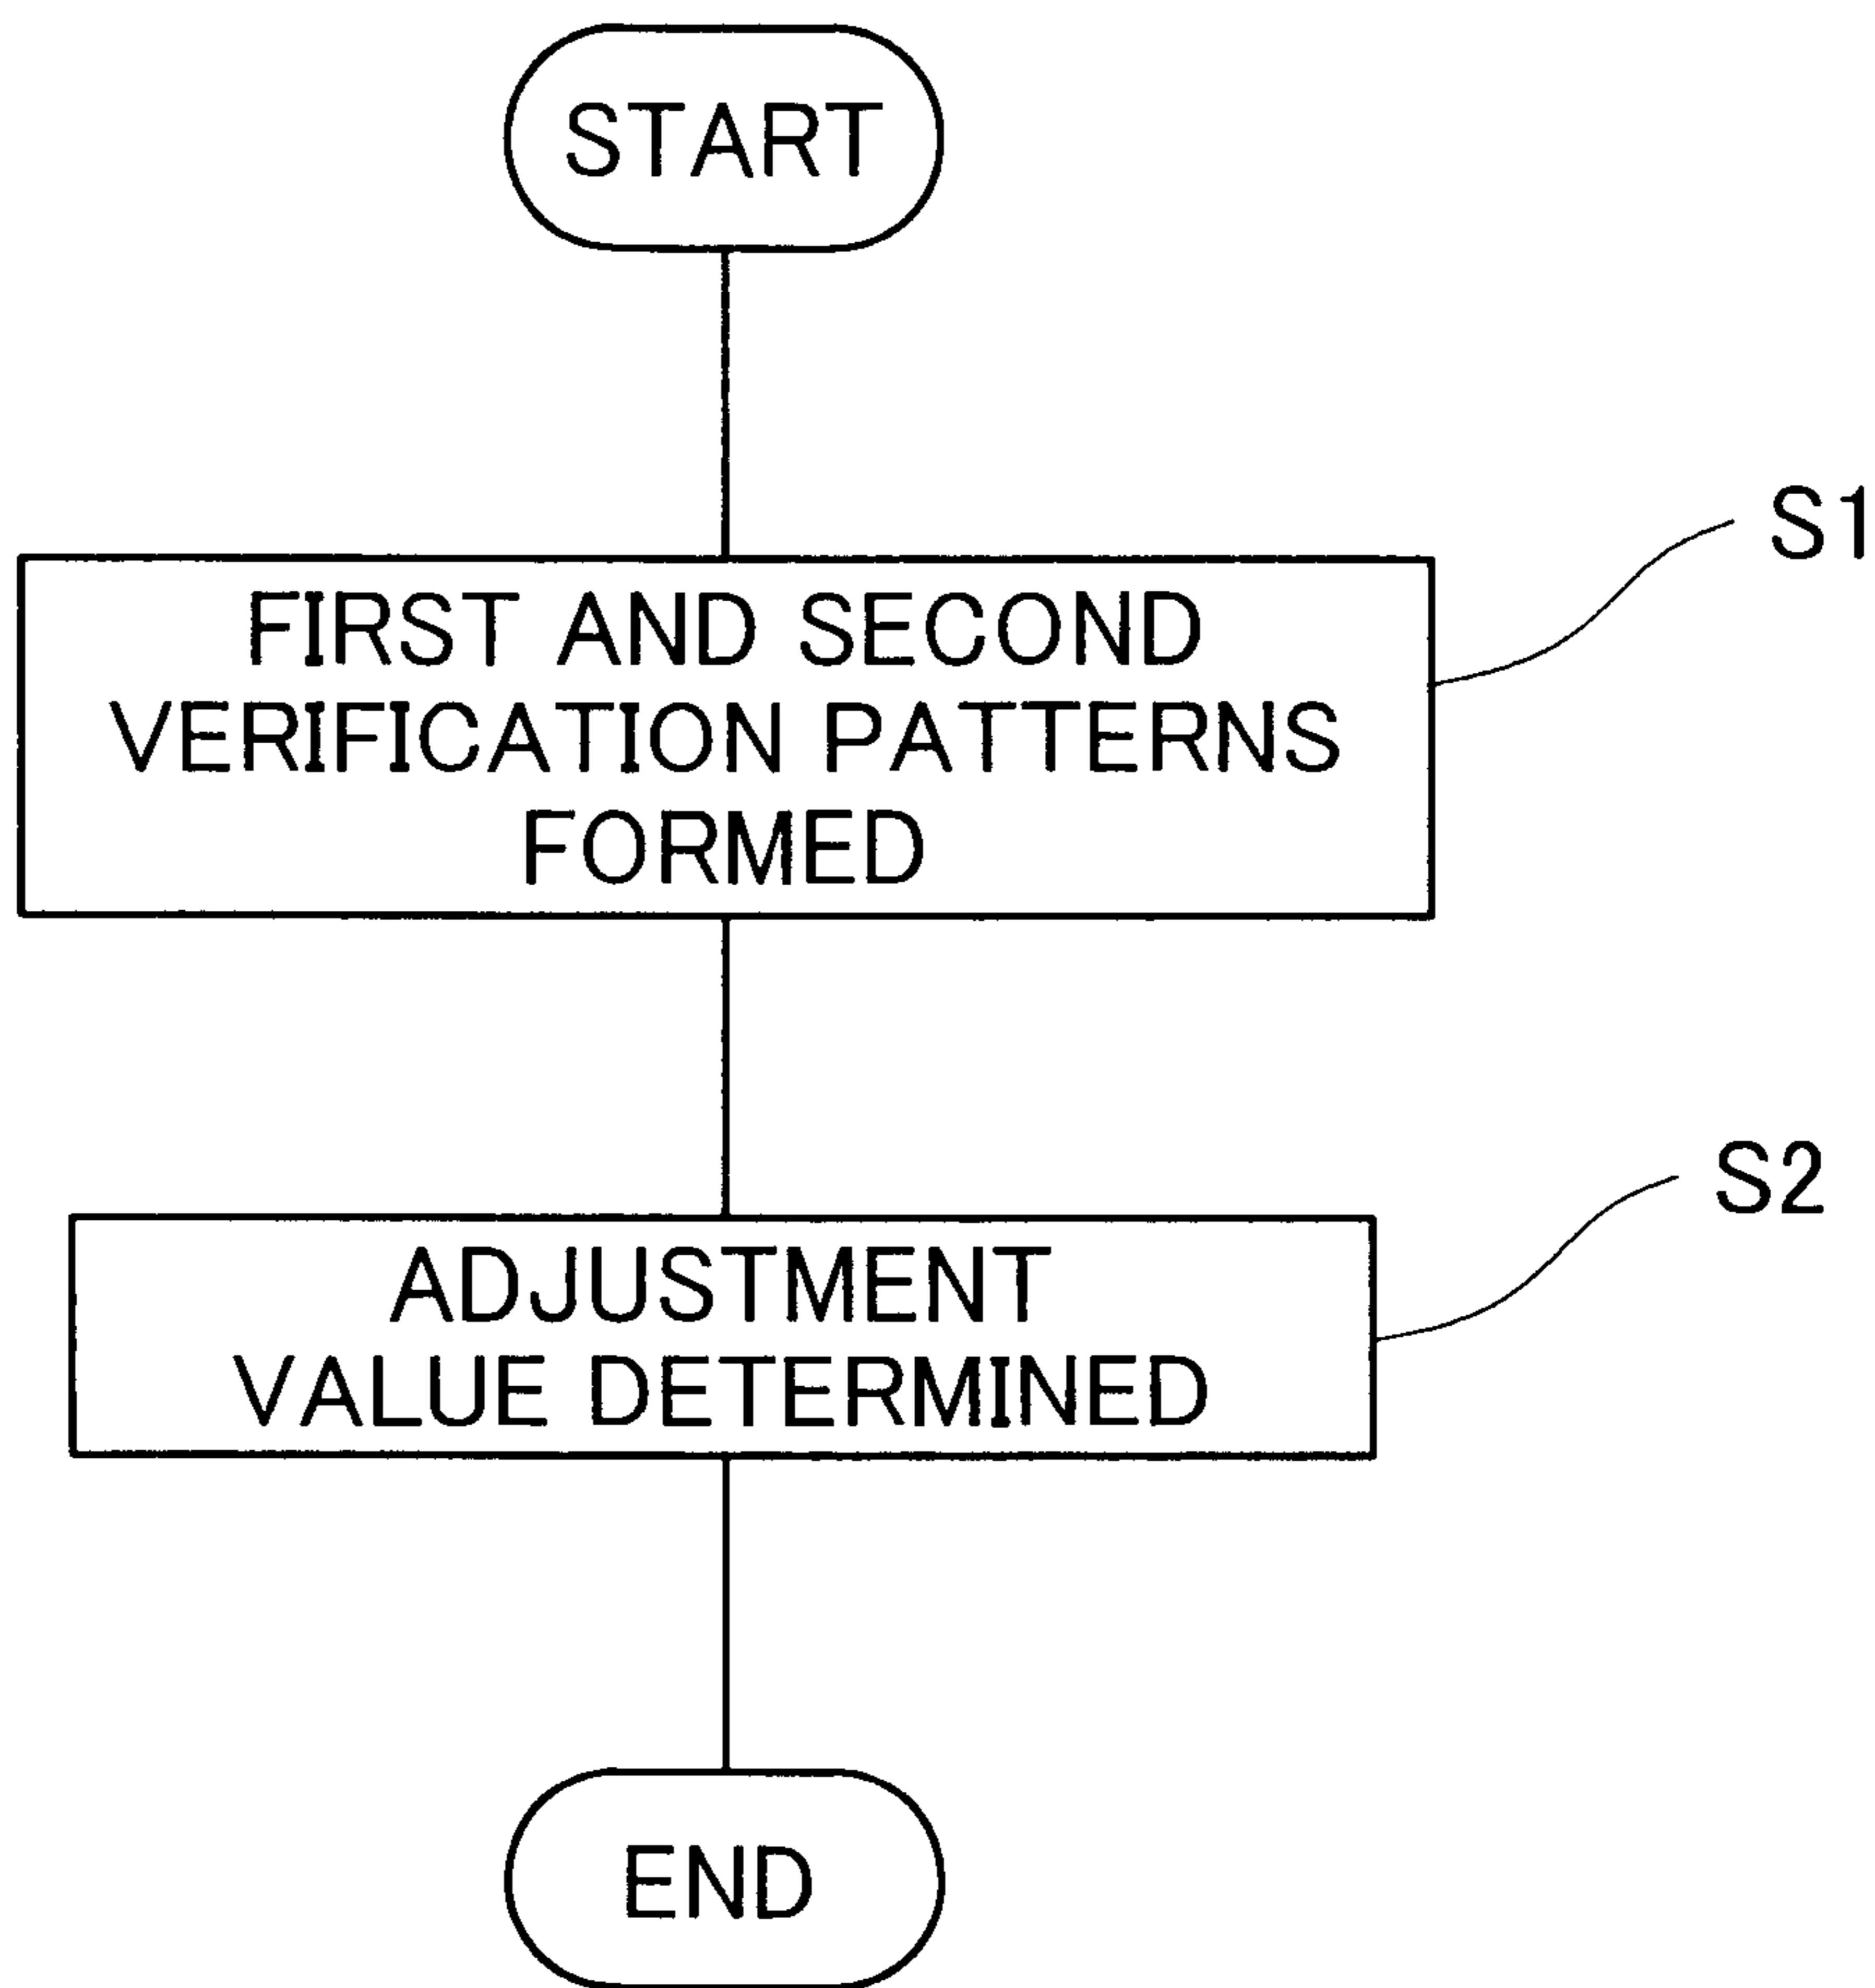 START
S1
FIRST AND SECOND
VERIFICATION PATTERNS
FORMED
S2
ADJUSTMENT
VALUE DETERMINED
END